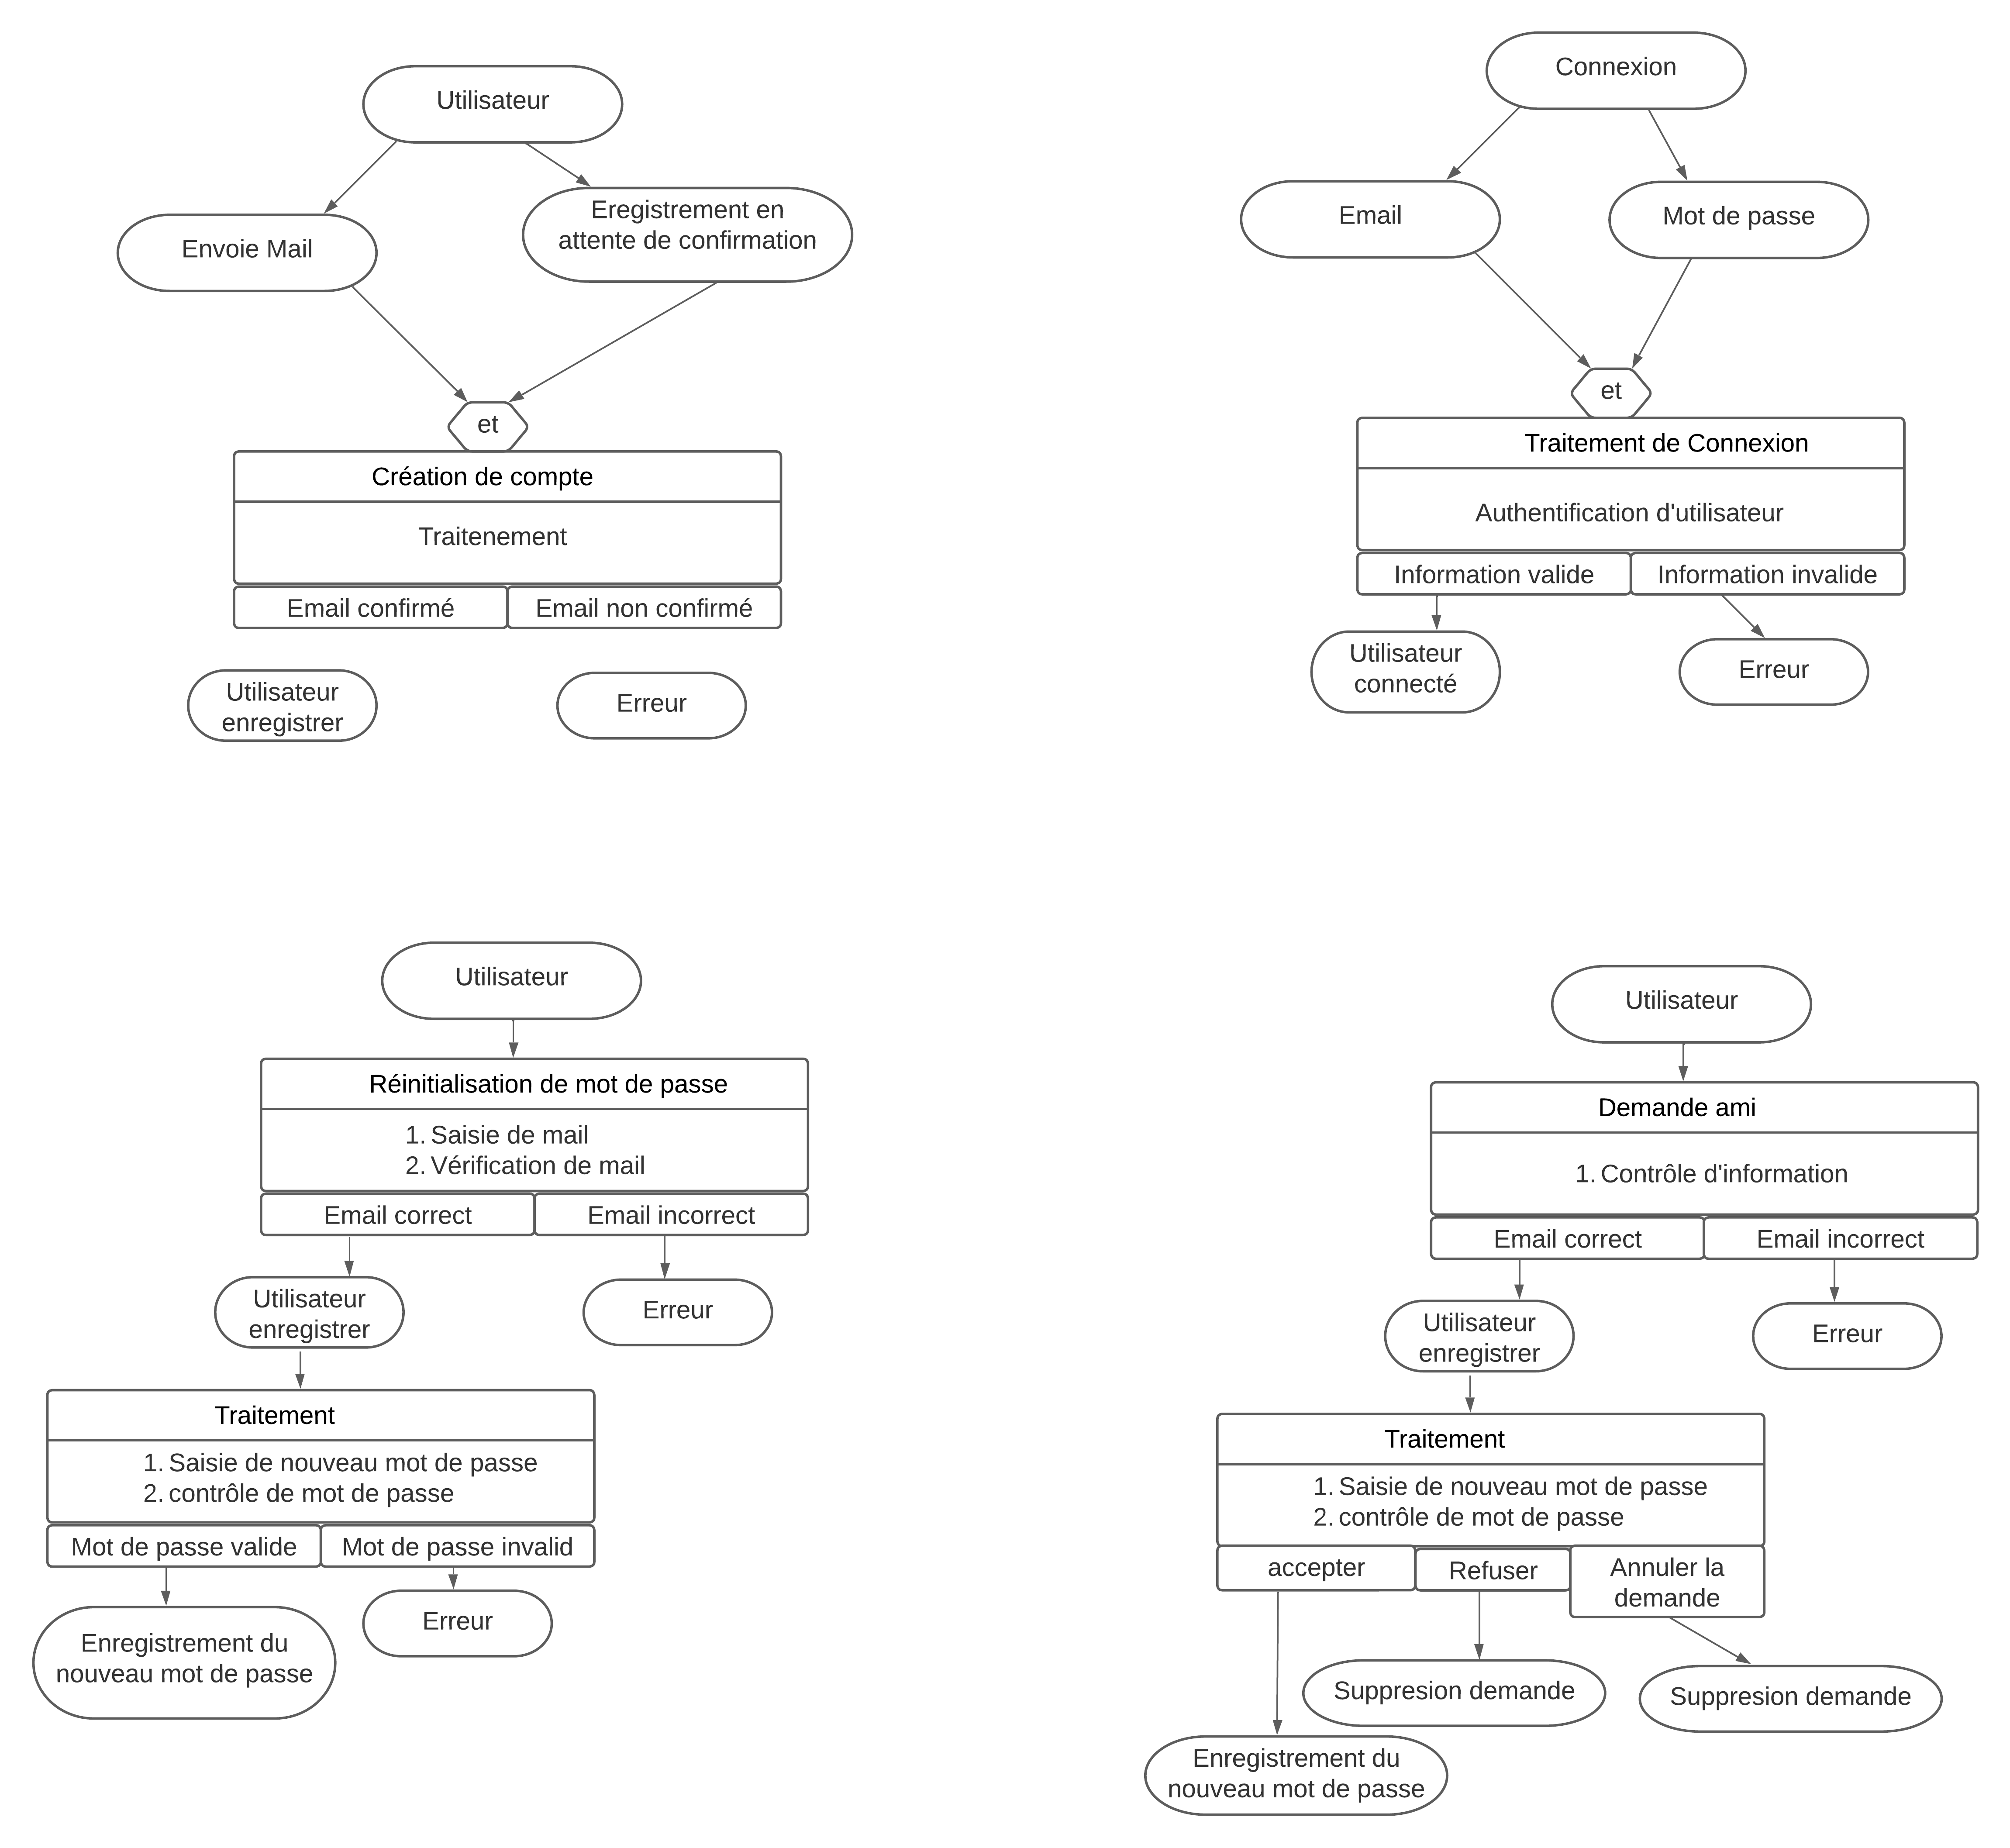 Utilisateur
Envoie Mail
Eregistrement en
attente de confirmation
et
Création de compte
Traitenement
Email confirmé
Email non confirmé
Utilisateur
enregistrer
Erreur
Connexion
Email
Mot de passe
et
Traitement de Connexion
Authentification d'utilisateur
Information valide
Information invalide
Utilisateur
connecté
Erreur
Utilisateur
Réinitialisation de mot de passe
1. Saisie de mail
2. Vérification de mail
Email correct
Email incorrect
Utilisateur
enregistrer
Erreur
Traitement
1. Saisie de nouveau mot de passe
2. contrôle de mot de passe
Mot de passe valide
Mot de passe invalid
Enregistrement du
nouveau mot de passe
Erreur
Utilisateur
Demande ami
1. Contrôle d'information
Email correct
Email incorrect
Utilisateur
enregistrer
Erreur
Traitement
1. Saisie de nouveau mot de passe
2. contrôle de mot de passe
accepter
Refuser
Annuler la
demande
Suppresion demande
Suppresion demande
Enregistrement du
nouveau mot de passe